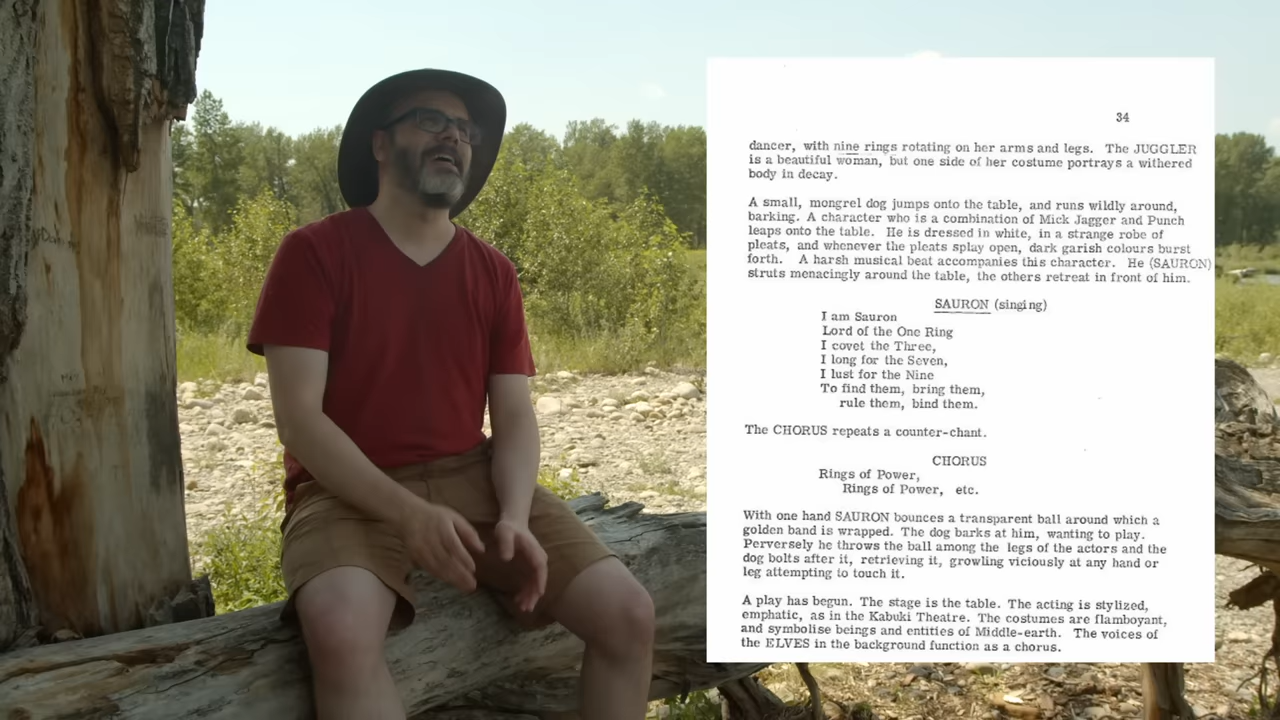 34
dancer, with nine rings rotating on her arms and legs. The JUGGLER
is a beautiful woman, but one side of her costume portrays a withered
body in decay.
A small, mongrel dog jumps onto the table, and runs wildly around,
barking. A character who is a combination of Mick Jagger and Punch
leaps onto the table. He is dressed in white, in a strange robe of
pleats, and whenever the pleats splay open, dark garish colours burst
forth. A harsh musical beat accompanies this character. He (SAURON)
struts menacingly around the table, the others retreat in front of him.
SAURON (singing)
I am Sauron
Lord of the One Ring
I covet the Three,
I long for the Seven,
I lust for the Nine
To find them, bring them,
rule them, bind them.
The CHORUS repeats a counter-chant.
CHORUS
Rings of Power,
Rings of Power, etc.
With one hand SAURON bounces a transparent ball around which a
golden band is wrapped. The dog barks at him, wanting to play.
Perversely he throws the ball among the legs of the actors and the
dog bolts after it, retrieving it, growling viciously at any hand or
leg attempting to touch it.
A play has begun. The stage is the table. The acting is stylized,
emphatic, as in the Kabuki Theatre. The costumes are flamboyant,
and symbolise beings and entities of Middle-earth. The voices of
the ELVES in the background function as a chorus.